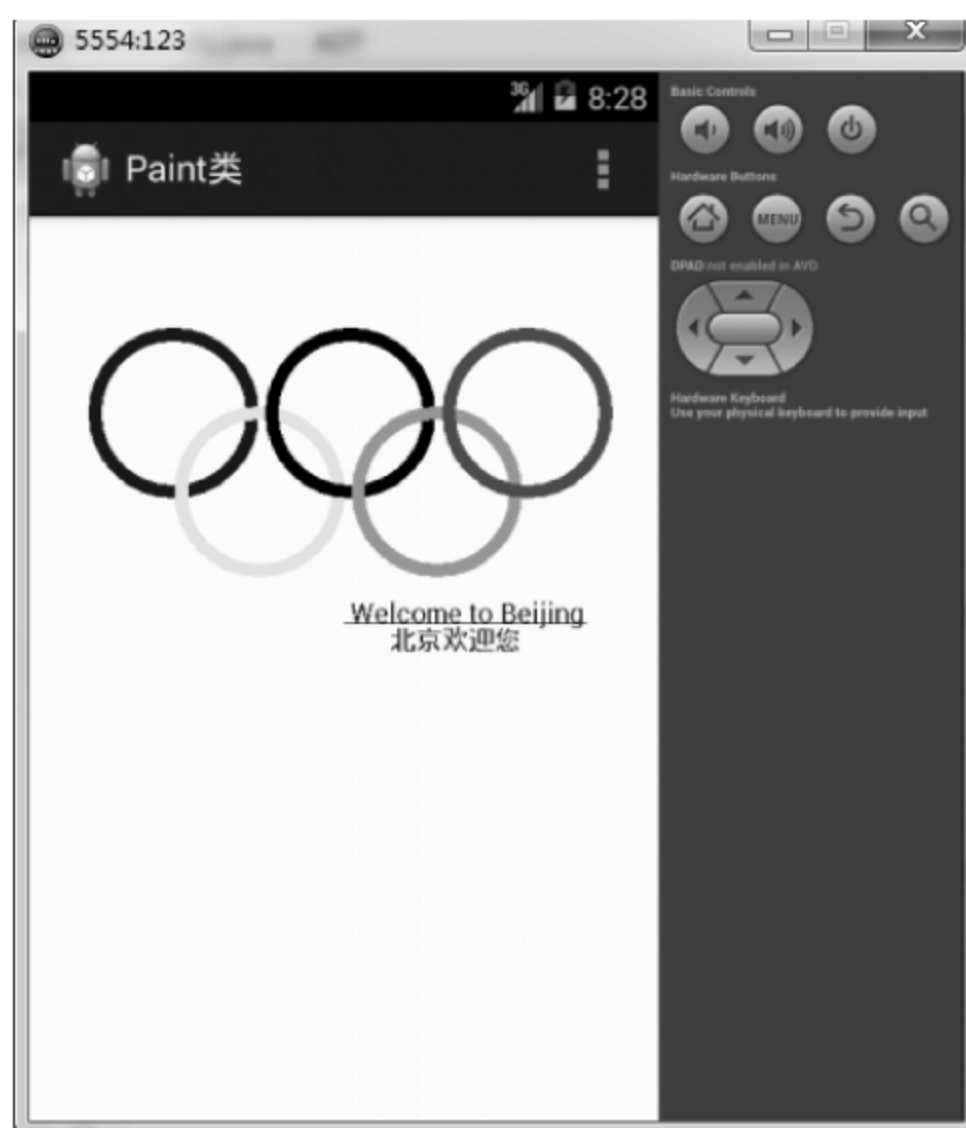 5554:123
3G 8:28
Paint类
Welcome to Beijing
北京欢迎您
Basic Controls
Hardware Buttons
MENU
DPAD not enabled in AVD
Hardware Keyboard
Use your physical keyboard to provide input